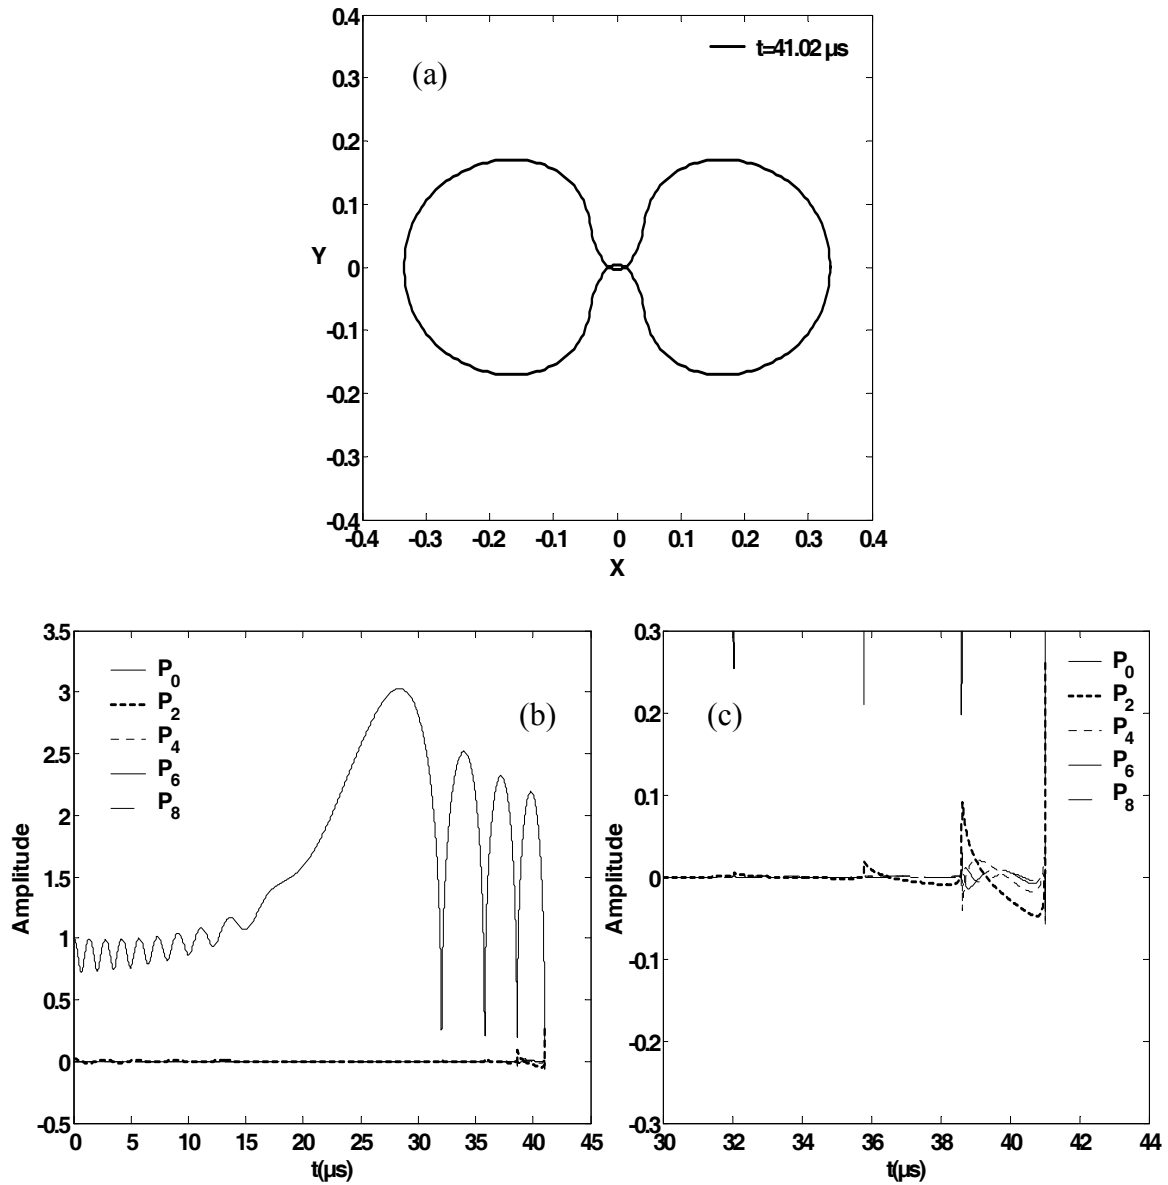 0.4
t=41.02 µs
(a)
0.3
0.2
0.1
Y
0
-0.1
-0.2
-0.3
-0.4
-0.4 -0.3 -0.2 -0.1 0 0.1 0.2 0.3 0.4
X
3.5
P0
3
P2
(b)
2.5
P4
2
P6
1.5
P8
1
0.5
0
-0.5
Amplitude
0 5 10 15 20 25 30 35 40 45
t(µs)
0.3
P0
(c)
P2
0.2
P4
P6
0.1
P8
0
-0.1
-0.2
-0.3
Amplitude
30 32 34 36 38 40 42 44
t(µs)